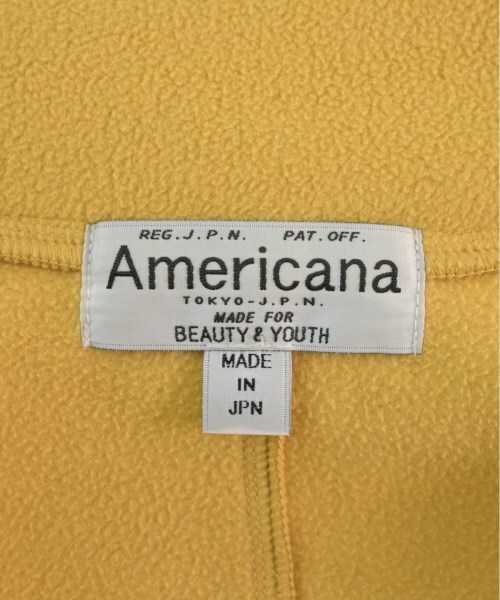 REG.J.P.N. PAT.OFF.
Americana
TOKYO-J.P.N.
MADE FOR
BEAUTY & YOUTH
MADE
IN
JPN